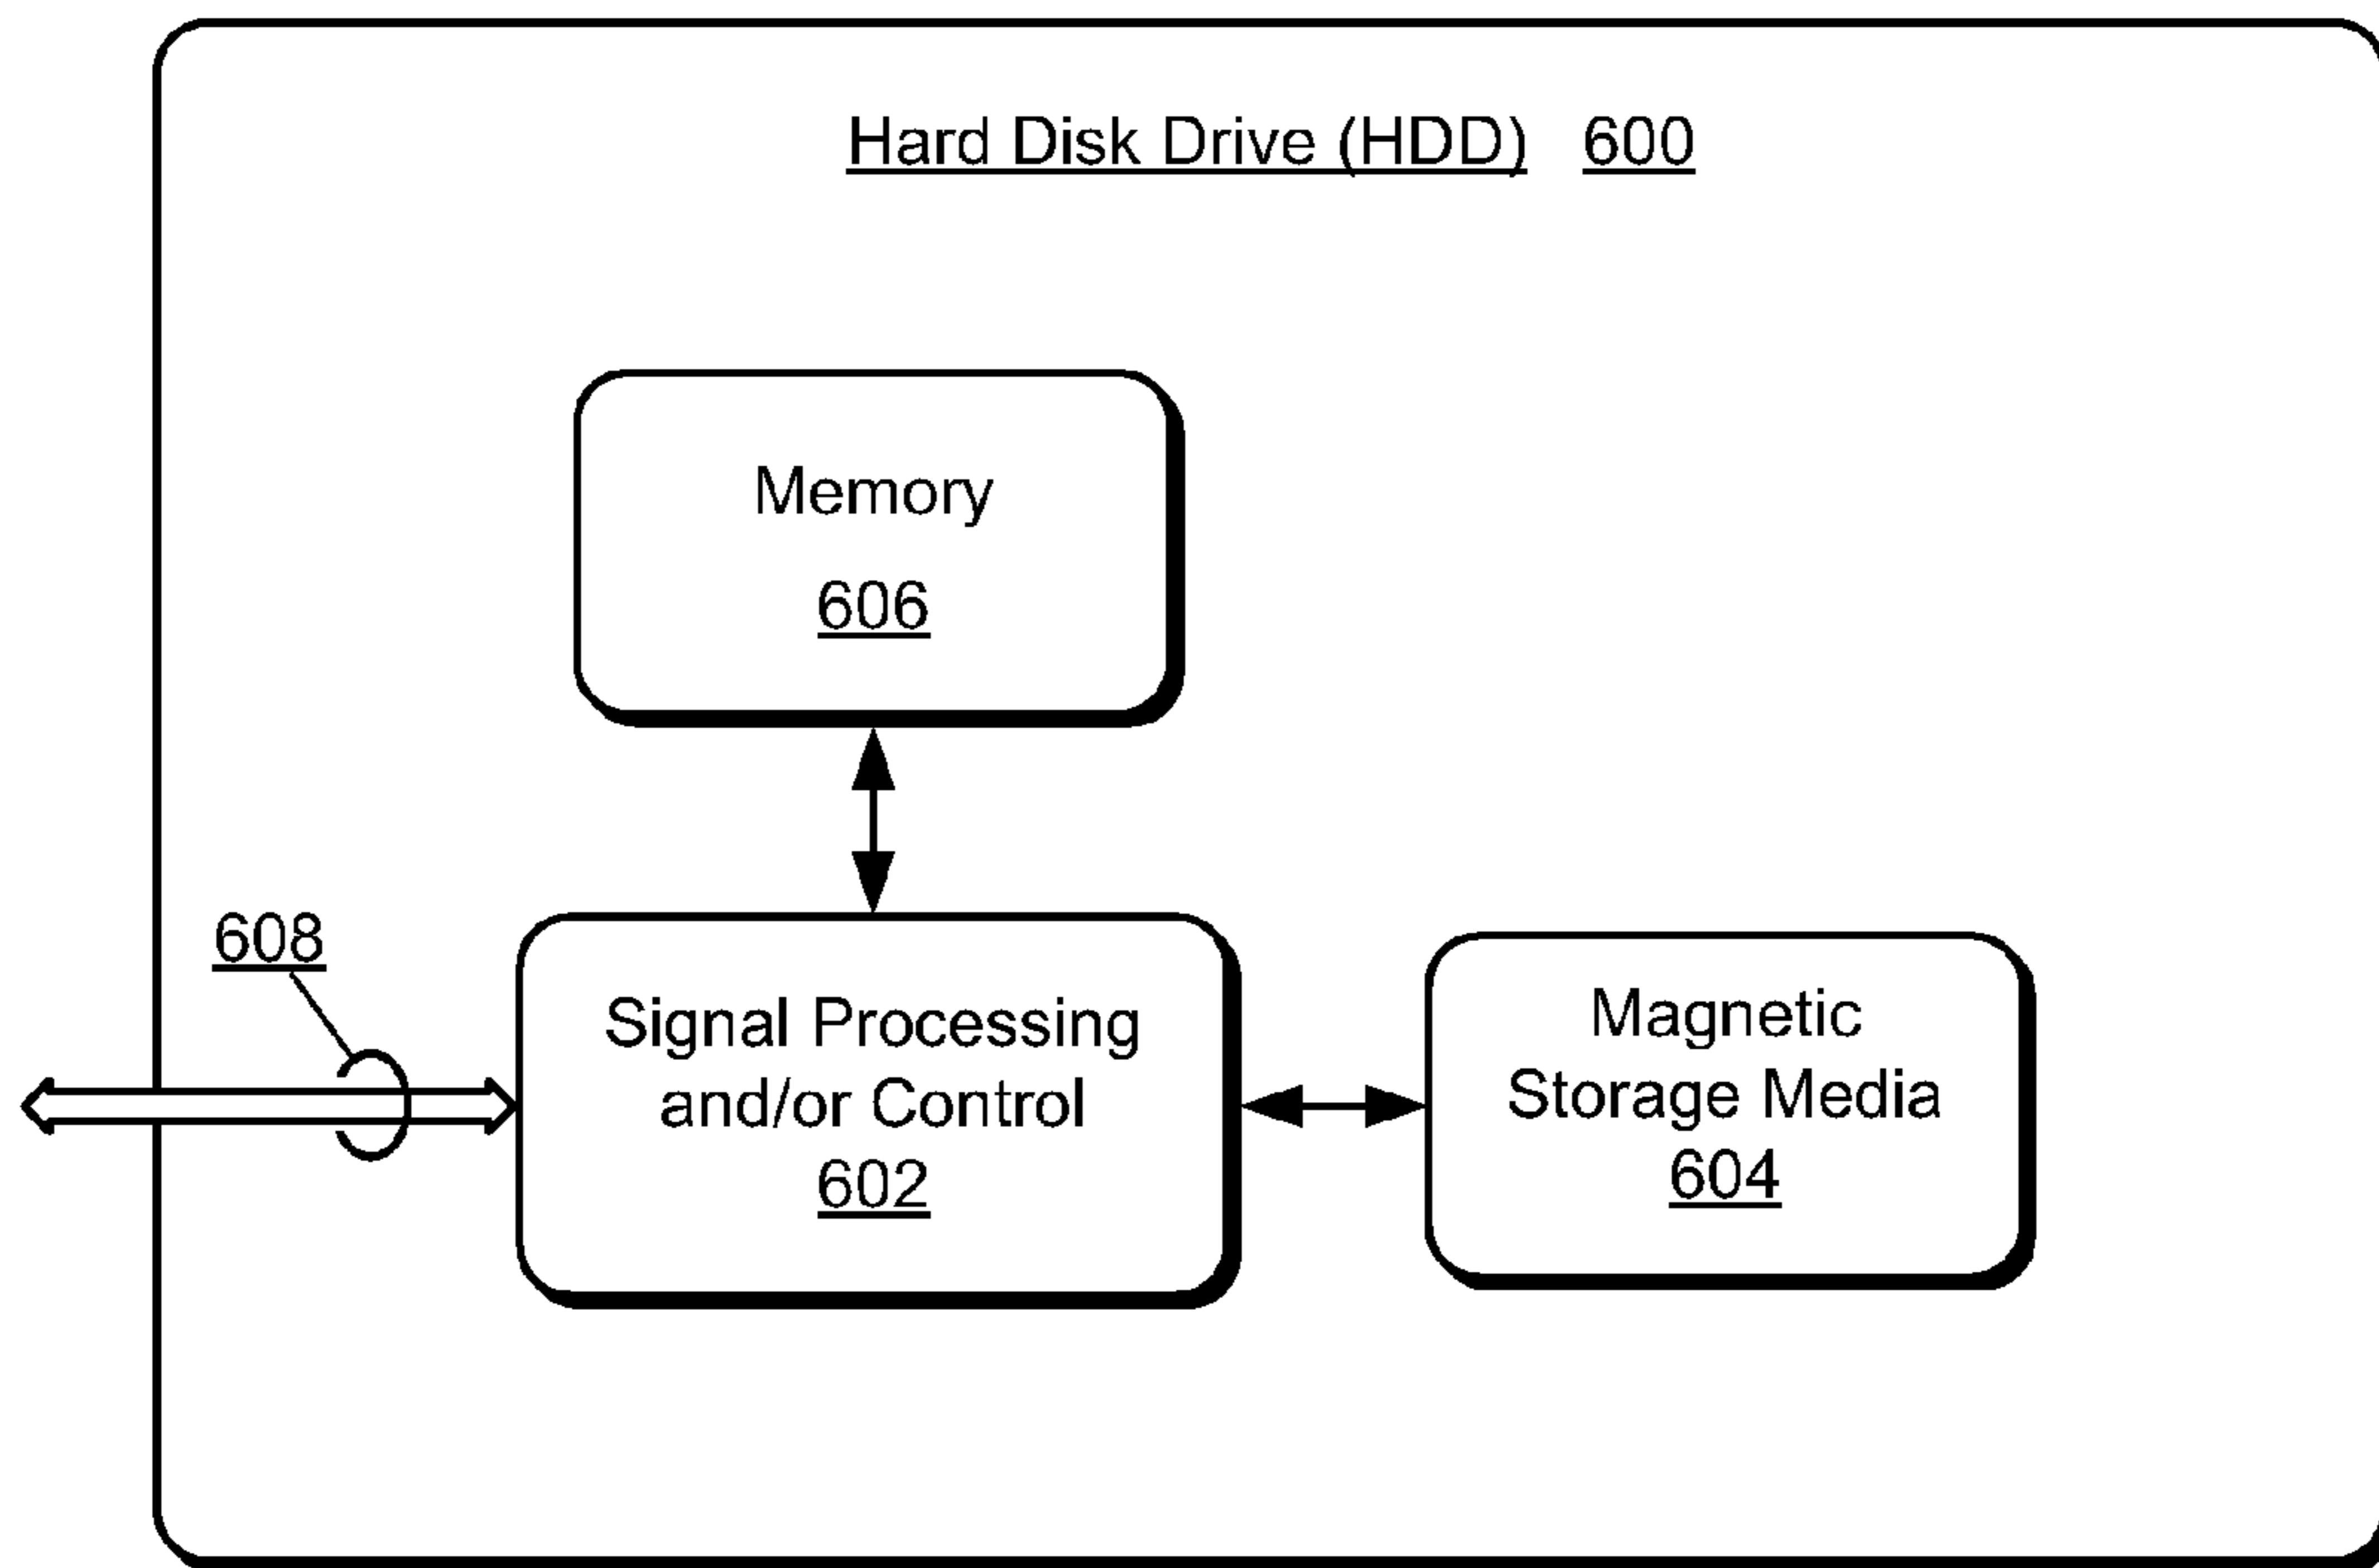 Hard Disk Drive (HDD) 600
Memory
606
608
Signal Processing
and/or Control
602
Magnetic
Storage Media
604